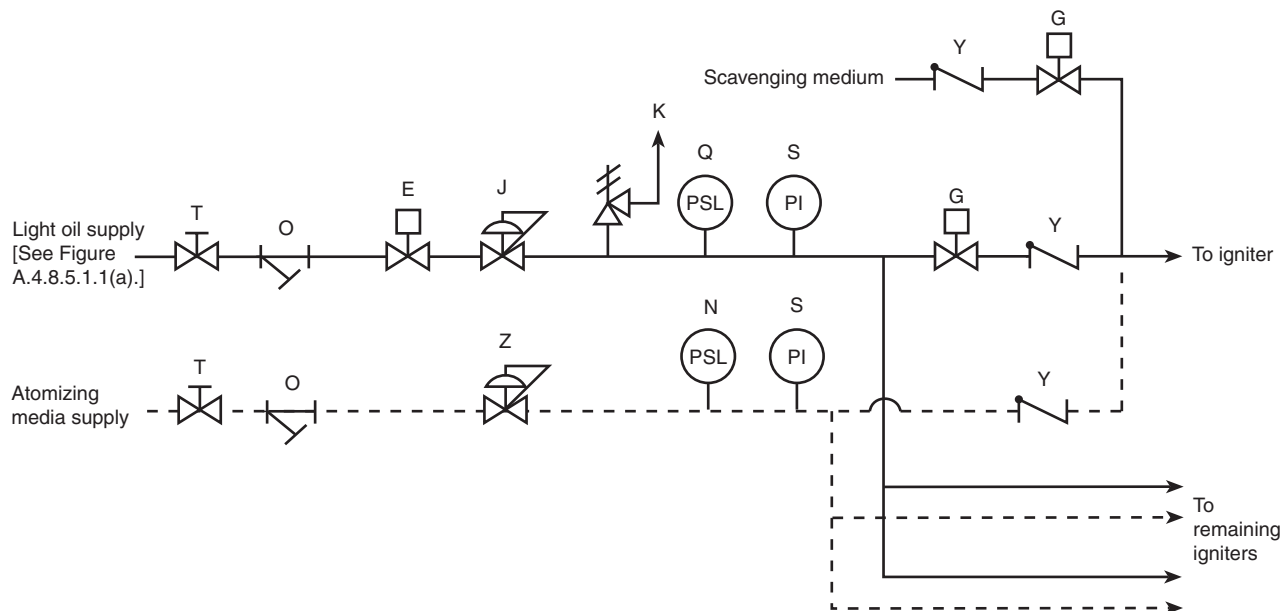 G
Y
Scavenging medium
K
Q
S
E
J
PSL
PI
G
T
O
Y
Light oil supply
[See Figure
A.4.8.5.1.1(a).]
To igniter
N
S
Z
T
PSL
PI
O
Y
Atomizing
media supply
To
remaining
igniters